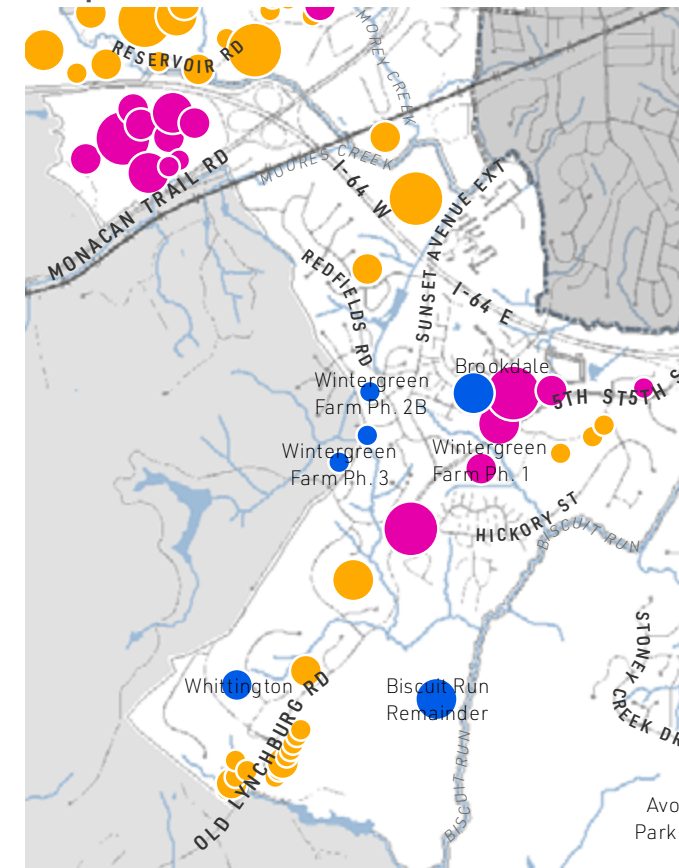 RESERVOIR RD
MOREY CREEK
MOORES CREEK
I-64 W
MONACAN TRAIL RD
SUNSET AVENUE EXT
REDFIELDS RD
I-64 E
Brookdale
Wintergreen
Farm Ph. 2B
5TH ST5TH S
Wintergreen
Farm Ph. 3
Wintergreen
Farm Ph. 1
HICKORY ST
BISCUIT RUN
STONEY
CREEK DR
Whittington
Biscuit Run
Remainder
OLD LYNCHBURG RD
BISCUIT RUN
Avo
Park